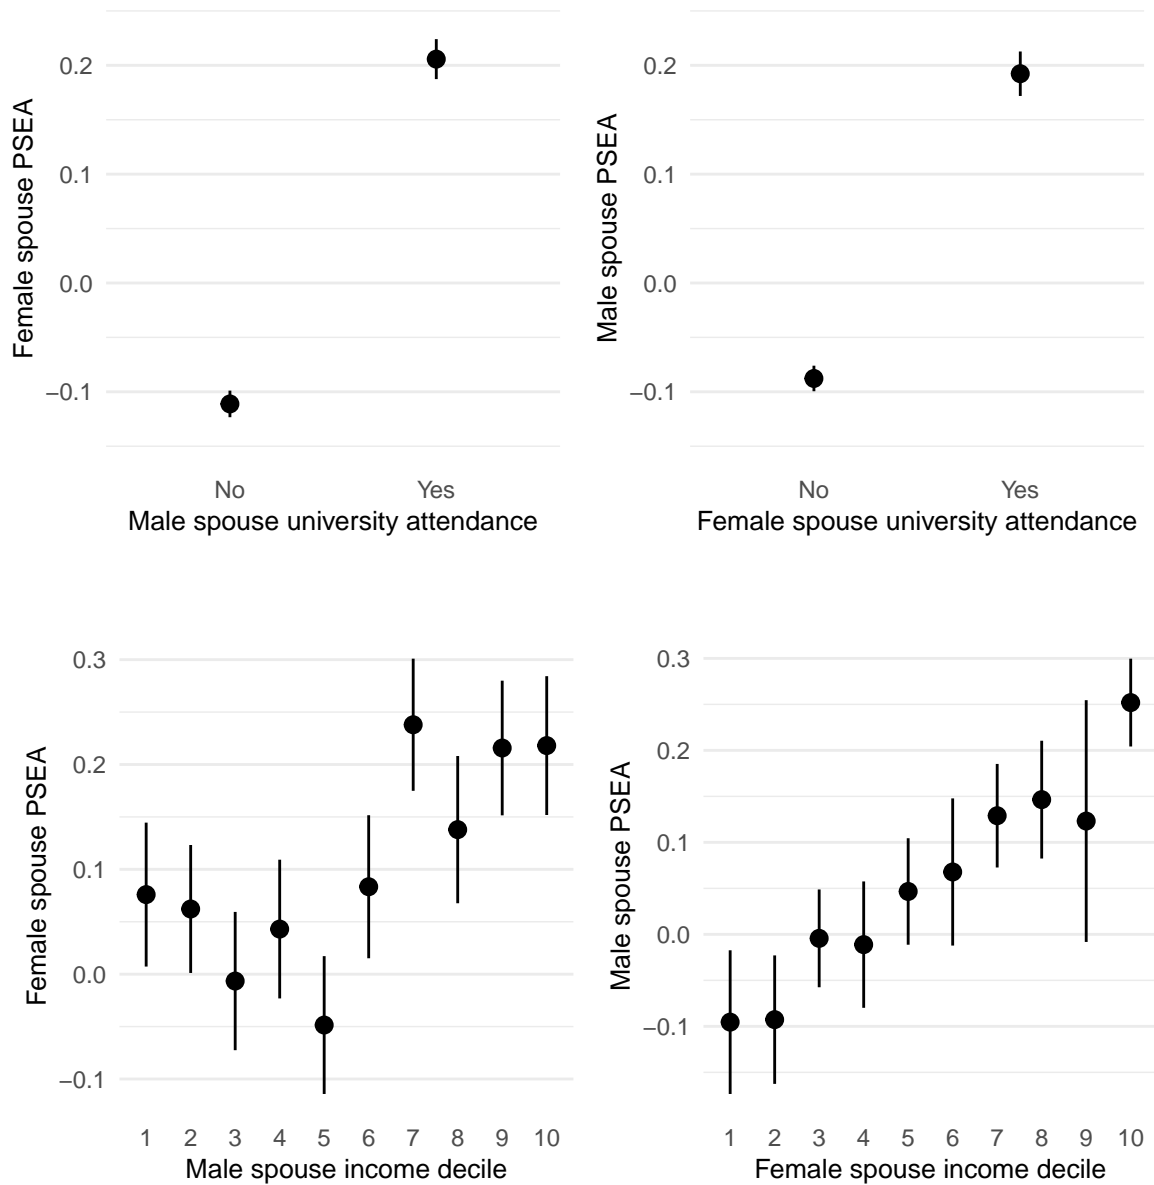 Female spouse PSEA
0.2
0.1
0.0
−0.1
No Yes
Male spouse university attendance
Male spouse PSEA
0.2
0.1
0.0
−0.1
No Yes
Female spouse university attendance
Female spouse PSEA
0.3
0.2
0.1
0.0
−0.1
1 2 3 4 5 6 7 8 9 10
Male spouse income decile
Male spouse PSEA
0.3
0.2
0.1
0.0
−0.1
1 2 3 4 5 6 7 8 9 10
Female spouse income decile